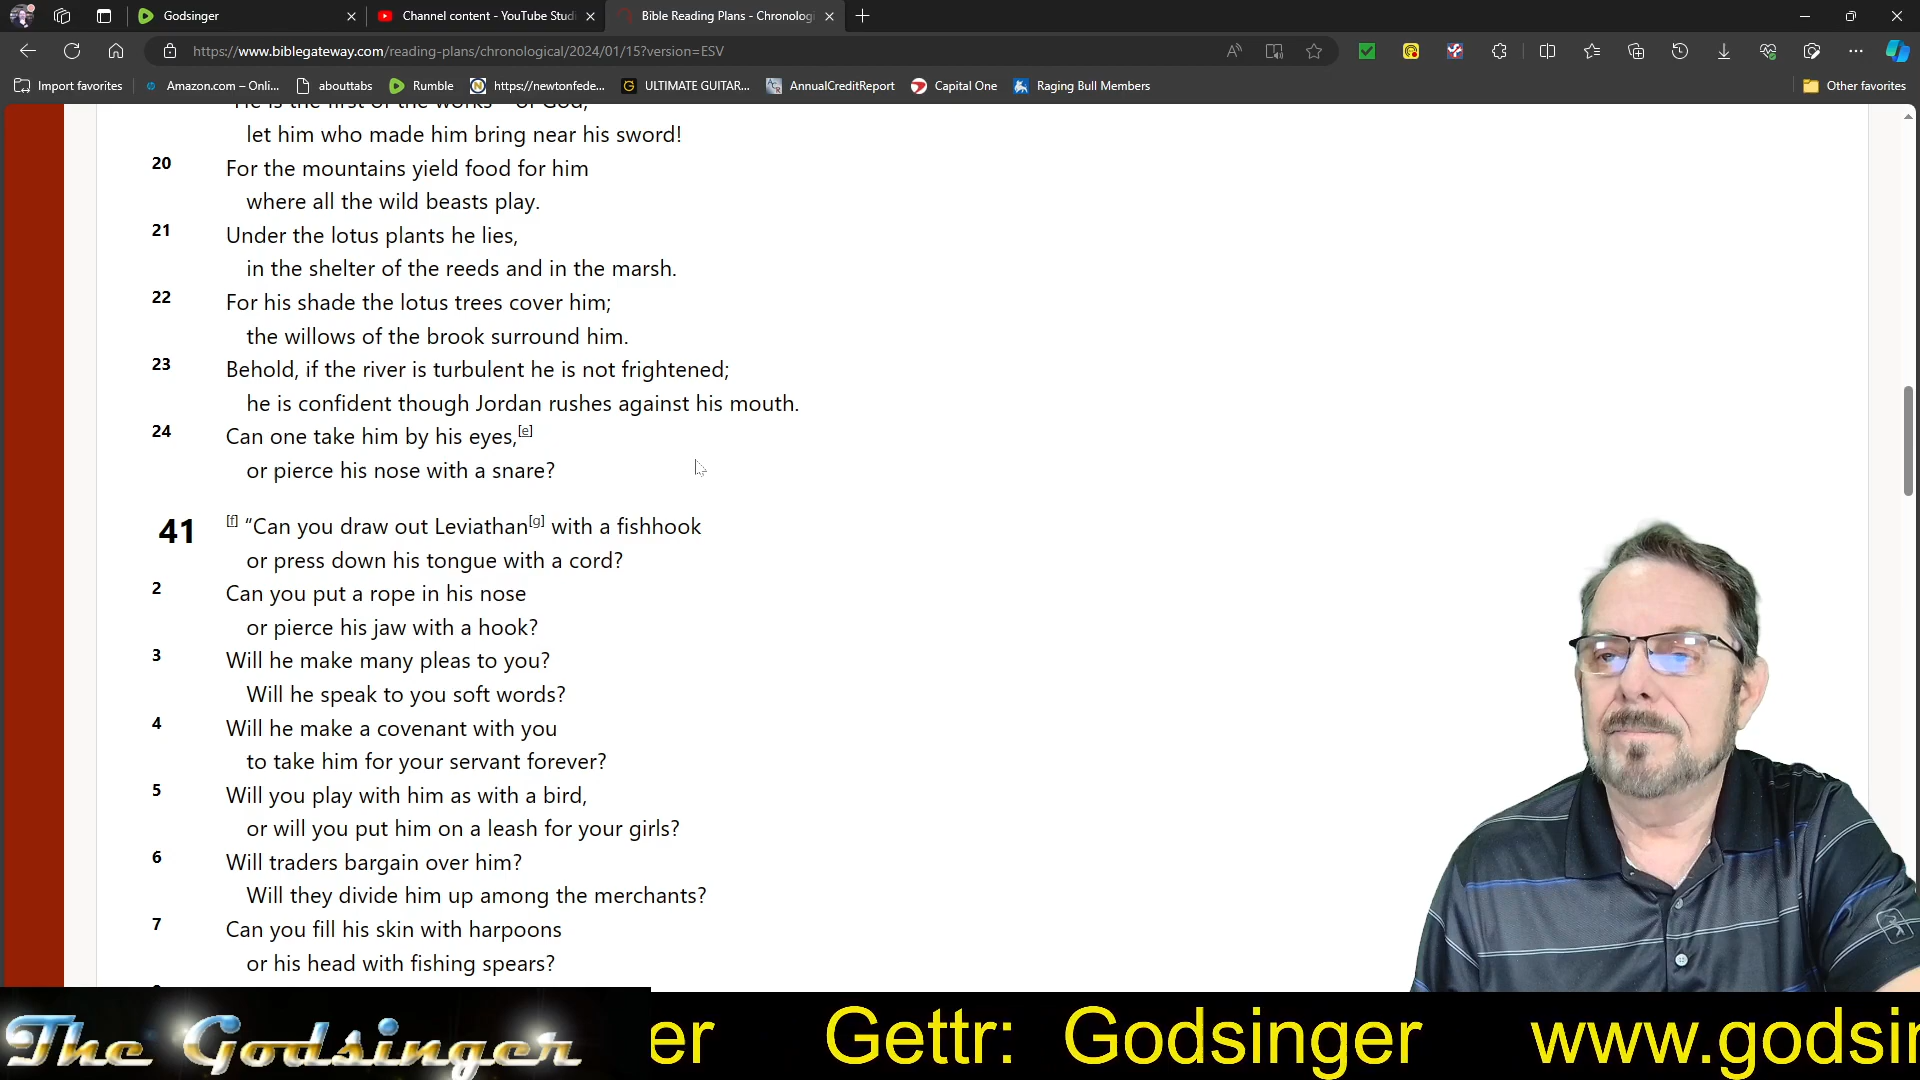 Godsinger
Channel content - YouTube Studi
Bible Reading Plans - Chronologi
https://www.biblegateway.com/reading-plans/chronological/2024/01/15?version=ESV
Import favorites
Amazon.com – Onli...
abouttabs
Rumble
https://newtonfede...
ULTIMATE GUITAR...
AnnualCreditReport
Capital One
Raging Bull Members
Other favorites
"He is the first of the works of God;
let him who made him bring near his sword!
20 For the mountains yield food for him
where all the wild beasts play.
21 Under the lotus plants he lies,
in the shelter of the reeds and in the marsh.
22 For his shade the lotus trees cover him;
the willows of the brook surround him.
23 Behold, if the river is turbulent he is not frightened;
he is confident though Jordan rushes against his mouth.
24 Can one take him by his eyes,[e]
or pierce his nose with a snare?
41 [f] “Can you draw out Leviathan[g] with a fishhook
or press down his tongue with a cord?
2 Can you put a rope in his nose
or pierce his jaw with a hook?
3 Will he make many pleas to you?
Will he speak to you soft words?
4 Will he make a covenant with you
to take him for your servant forever?
5 Will you play with him as with a bird,
or will you put him on a leash for your girls?
6 Will traders bargain over him?
Will they divide him up among the merchants?
7 Can you fill his skin with harpoons
or his head with fishing spears?
The Godsinger
er Gettr: Godsinger www.godsin